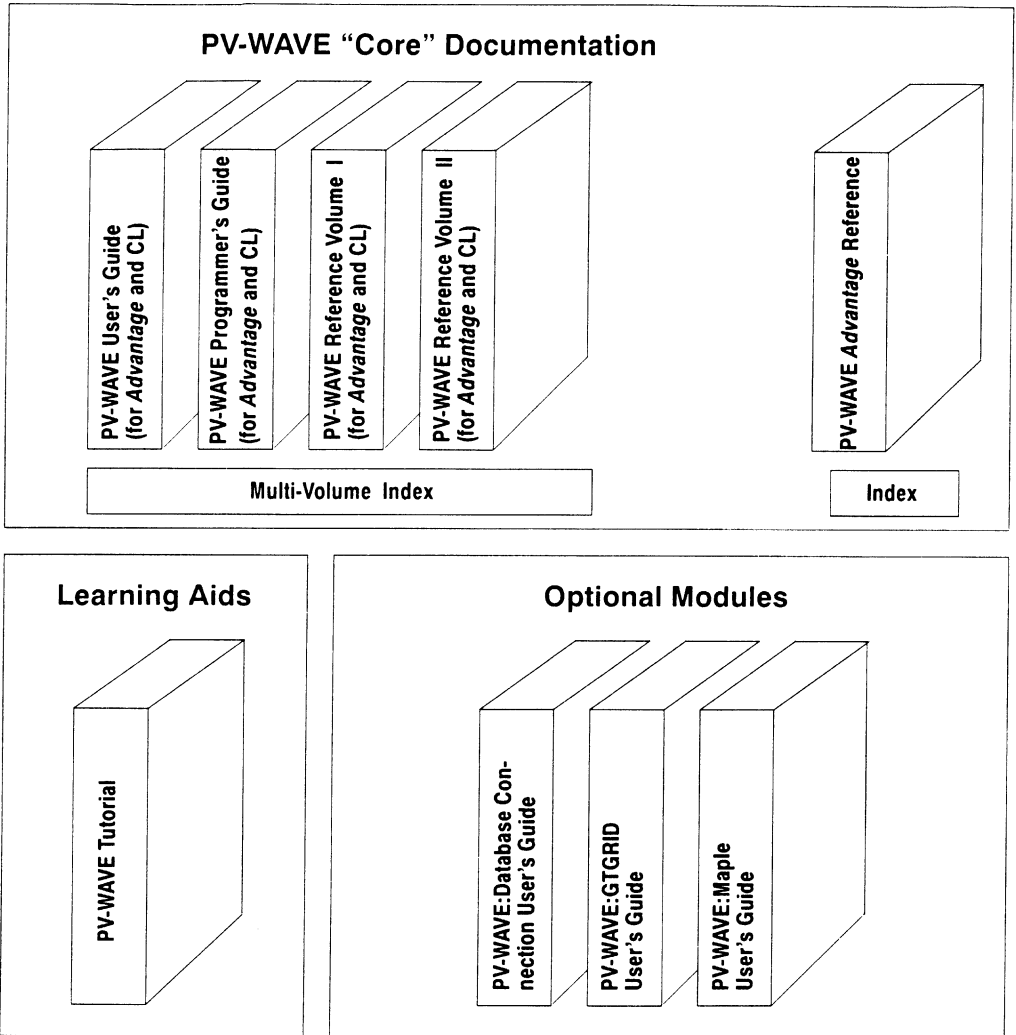 PV-WAVE “Core” Documentation
PV-WAVE User's Guide
(for Advantage and CL)
PV-WAVE Programmer's Guide
(for Advantage and CL)
PV-WAVE Reference Volume I
(for Advantage and CL)
PV-WAVE Reference Volume II
(for Advantage and CL)
PV-WAVE Advantage Reference
Multi-Volume Index
Index
Learning Aids
PV-WAVE Tutorial
Optional Modules
PV-WAVE:Database Con-
nection User's Guide
PV-WAVE:GTGRID
User's Guide
PV-WAVE:Maple
User's Guide